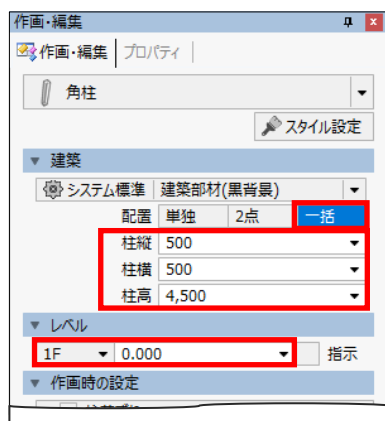 作画・編集
作画・編集 プロパティ
角柱
スタイル設定
建築
システム標準 建築部材(黒背景)
配置 単独 2点 一括
柱縦 500
柱横 500
柱高 4,500
レベル
1F 0.000 指示
作画時の設定